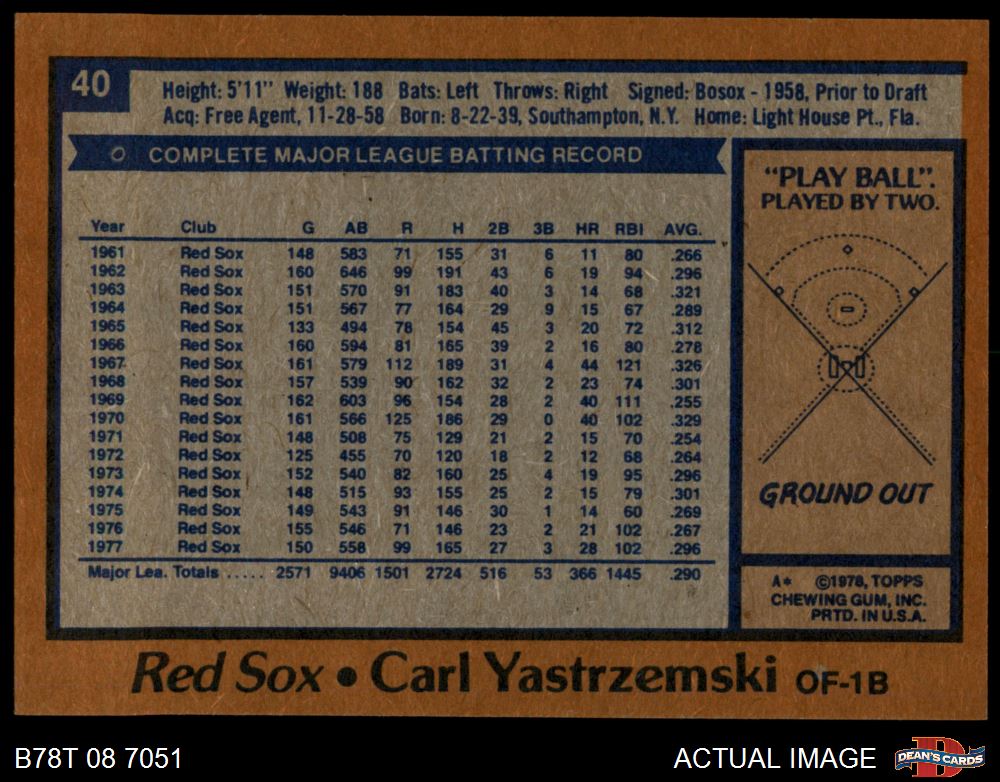 40
Height: 5'11" Weight: 188 Bats: Left Throws: Right Signed: Bosox - 1958, Prior to Draft
Acq: Free Agent, 11-28-58 Born: 8-22-39, Southampton, N.Y. Home: Light House Pt., Fla.
COMPLETE MAJOR LEAGUE BATTING RECORD
Year Club G AB R H 2B 3B HR RBI AVG.
1961 Red Sox 148 583 71 155 31 6 11 80 .266
1962 Red Sox 160 646 99 191 43 6 19 94 .296
1963 Red Sox 151 570 91 183 40 3 14 68 .321
1964 Red Sox 151 567 77 164 29 9 15 67 .289
1965 Red Sox 133 494 78 154 45 3 20 72 .312
1966 Red Sox 160 594 81 165 39 2 16 80 .278
1967 Red Sox 161 579 112 189 31 4 44 121 .326
1968 Red Sox 157 539 90 162 32 2 23 74 .301
1969 Red Sox 162 603 96 154 28 2 40 111 .255
1970 Red Sox 161 566 125 186 29 0 40 102 .329
1971 Red Sox 148 508 75 129 21 2 15 70 .254
1972 Red Sox 125 455 70 120 18 2 12 68 .264
1973 Red Sox 152 540 82 160 25 4 19 95 .296
1974 Red Sox 148 515 93 155 25 2 15 79 .301
1975 Red Sox 149 543 91 146 30 1 14 60 .269
1976 Red Sox 155 546 71 146 23 2 21 102 .267
1977 Red Sox 150 558 99 165 27 3 28 102 .296
Major Lea. Totals ..... 2571 9406 1501 2724 516 53 366 1445 .290
"PLAY BALL".
PLAYED BY TWO.
GROUND OUT
A* ©1978, TOPPS
CHEWING GUM, INC.
PRTD. IN U.S.A.
Red Sox • Carl Yastrzemski OF-1B
B78T 08 7051
ACTUAL IMAGE
D
DEAN'S CARDS